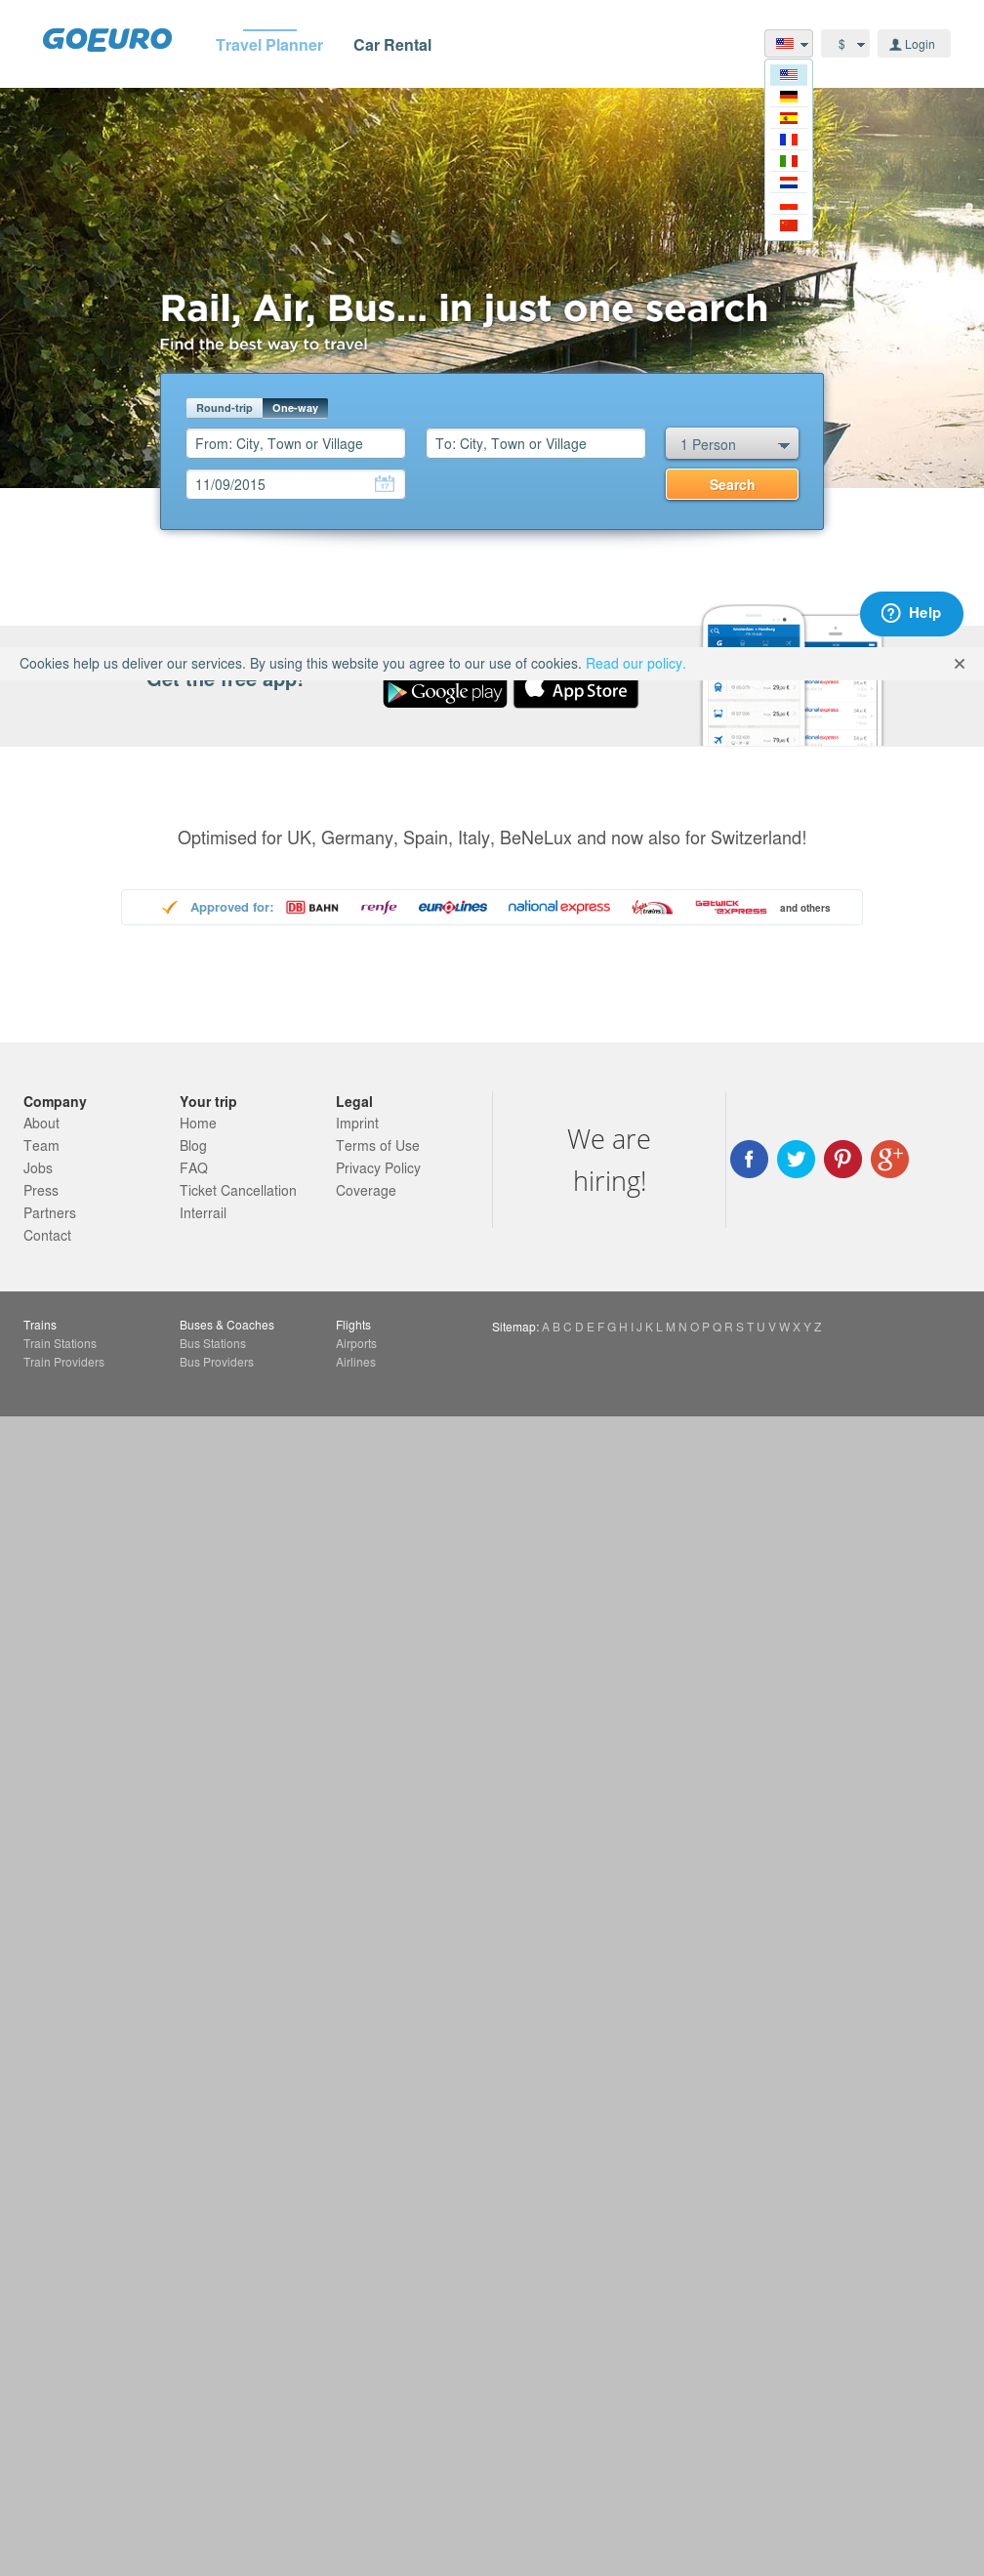 GOEURO
Travel Planner Car Rental
$ Login
Rail, Air, Bus... in just one search
Find the best way to travel
Round-trip One-way
From: City, Town or Village To: City, Town or Village 1 Person
11/09/2015 17 Search
Help
Cookies help us deliver our services. By using this website you agree to our use of cookies. Read our policy.
Get the free app!
Google play App Store
29,00 €
25,00 €
79,00 €
Optimised for UK, Germany, Spain, Italy, BeNeLux and now also for Switzerland!
Approved for: DB BAHN renfe EUROLINES national express Virgin trains GATWICK EXPRESS and others
Company
About
Team
Jobs
Press
Partners
Contact
Your trip
Home
Blog
FAQ
Ticket Cancellation
Interrail
Legal
Imprint
Terms of Use
Privacy Policy
Coverage
We are
hiring!
Trains
Train Stations
Train Providers
Buses & Coaches
Bus Stations
Bus Providers
Flights
Airports
Airlines
Sitemap: A B C D E F G H I J K L M N O P Q R S T U V W X Y Z